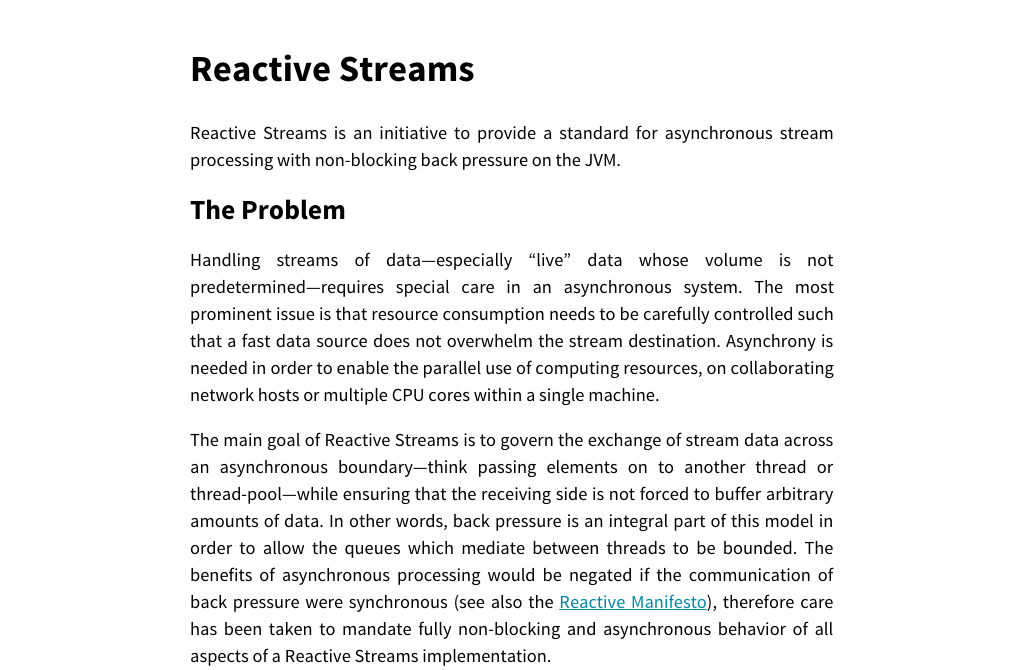 Reactive Streams
Reactive Streams is an initiative to provide a standard for asynchronous stream
processing with non-blocking back pressure on the JVM.
The Problem
Handling streams of data—especially “live” data whose volume is not
predetermined—requires special care in an asynchronous system. The most
prominent issue is that resource consumption needs to be carefully controlled such
that a fast data source does not overwhelm the stream destination. Asynchrony is
needed in order to enable the parallel use of computing resources, on collaborating
network hosts or multiple CPU cores within a single machine.
The main goal of Reactive Streams is to govern the exchange of stream data across
an asynchronous boundary—think passing elements on to another thread or
thread-pool—while ensuring that the receiving side is not forced to buffer arbitrary
amounts of data. In other words, back pressure is an integral part of this model in
order to allow the queues which mediate between threads to be bounded. The
benefits of asynchronous processing would be negated if the communication of
back pressure were synchronous (see also the Reactive Manifesto), therefore care
has been taken to mandate fully non-blocking and asynchronous behavior of all
aspects of a Reactive Streams implementation.